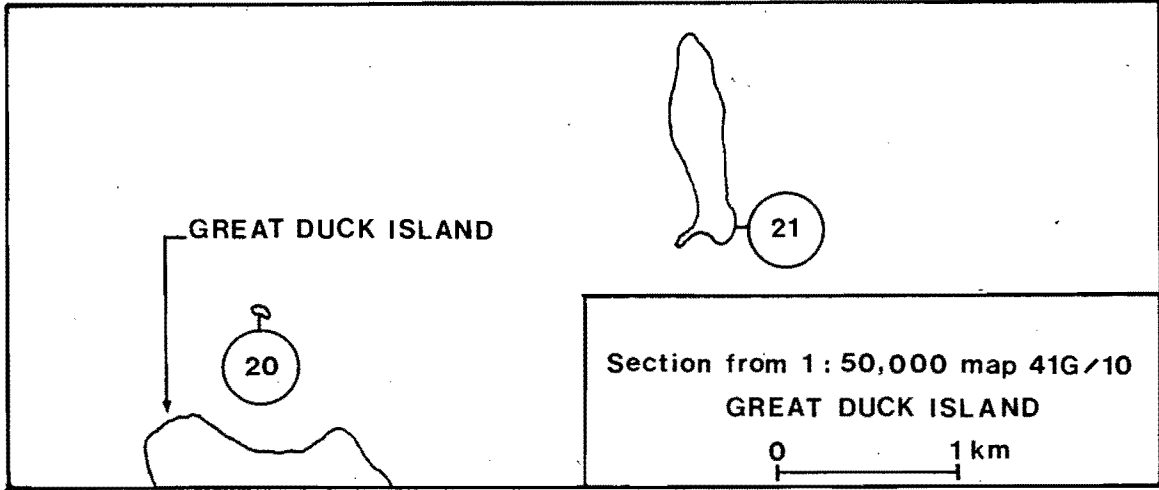 GREAT DUCK ISLAND
21
20
Section from 1 : 50,000 map 41G/10
GREAT DUCK ISLAND
0 1 km